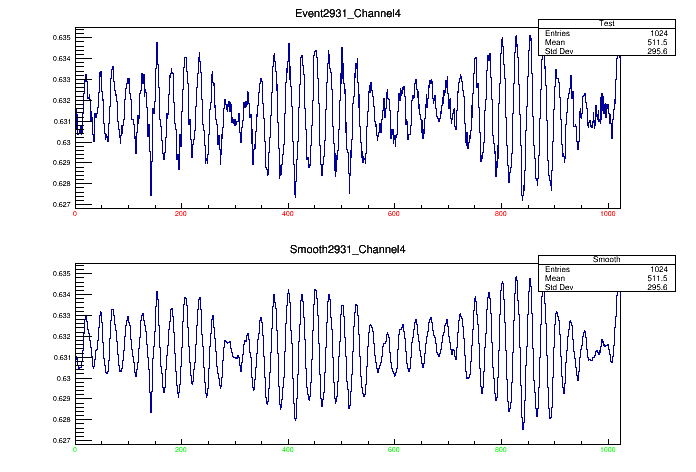 Event2931_Channel4
Test
Entries 1024
Mean 511.5
Std Dev 295.6
0.635
0.634
0.633
0.632
0.631
0.63
0.629
0.628
0.627
0 200 400 600 800 1000
Smooth2931_Channel4
Smooth
Entries 1024
Mean 511.5
Std Dev 295.6
0.635
0.634
0.633
0.632
0.631
0.63
0.629
0.628
0.627
0 200 400 600 800 1000